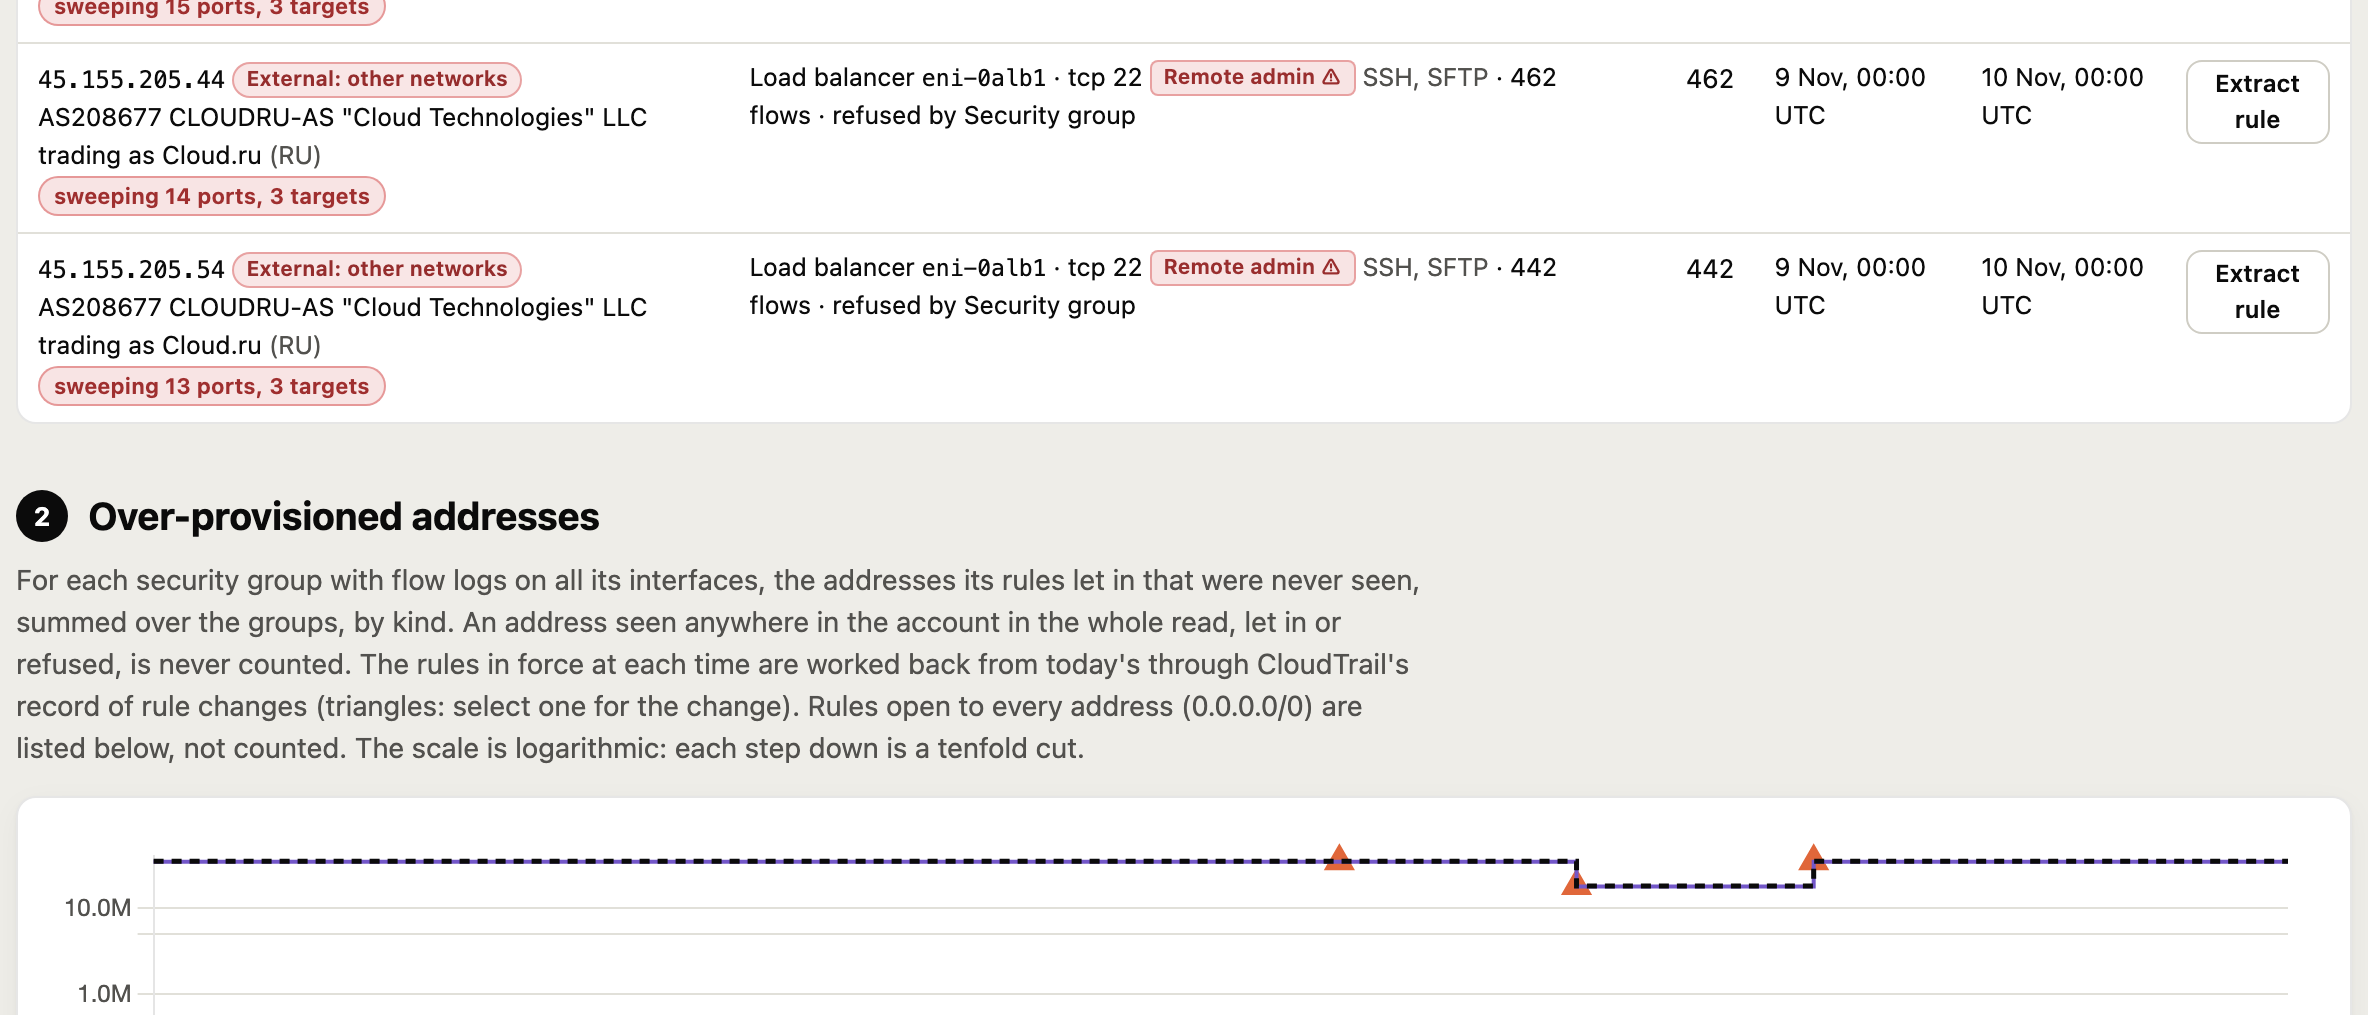 sweeping 15 ports, 3 targets
45.155.205.44 External: other networks
AS208677 CLOUDRU-AS "Cloud Technologies" LLC
trading as Cloud.ru (RU)
sweeping 14 ports, 3 targets
Load balancer eni-0alb1 · tcp 22 Remote admin ⚠ SSH, SFTP · 462
flows · refused by Security group
462
9 Nov, 00:00
UTC
10 Nov, 00:00
UTC
Extract
rule
45.155.205.54 External: other networks
AS208677 CLOUDRU-AS "Cloud Technologies" LLC
trading as Cloud.ru (RU)
sweeping 13 ports, 3 targets
Load balancer eni-0alb1 · tcp 22 Remote admin ⚠ SSH, SFTP · 442
flows · refused by Security group
442
9 Nov, 00:00
UTC
10 Nov, 00:00
UTC
Extract
rule
2 Over-provisioned addresses
For each security group with flow logs on all its interfaces, the addresses its rules let in that were never seen,
summed over the groups, by kind. An address seen anywhere in the account in the whole read, let in or
refused, is never counted. The rules in force at each time are worked back from today's through CloudTrail's
record of rule changes (triangles: select one for the change). Rules open to every address (0.0.0.0/0) are
listed below, not counted. The scale is logarithmic: each step down is a tenfold cut.
10.0M
1.0M